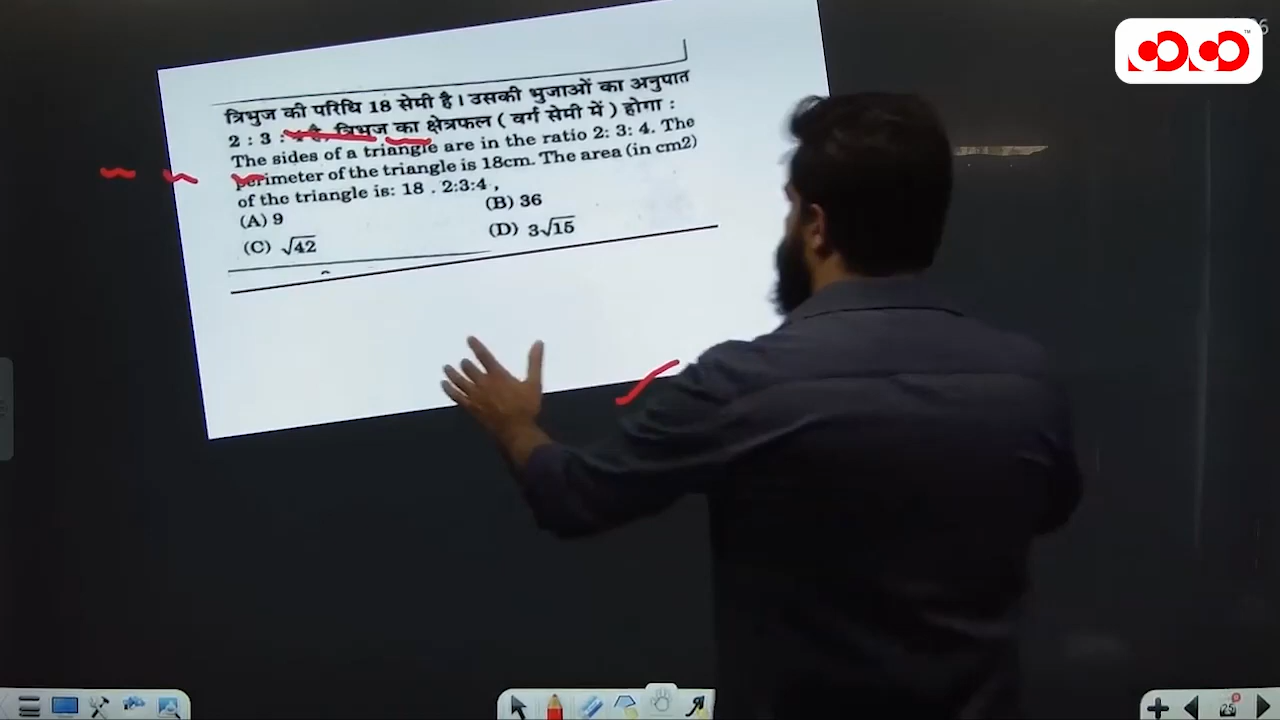 त्रिभुज की परिधि 18 सेमी है। उसकी भुजाओं का अनुपात
2 : 3 : 4 है, त्रिभुज का क्षेत्रफल ( वर्ग सेमी में ) होगा :
The sides of a triangle are in the ratio 2: 3: 4. The
perimeter of the triangle is 18cm. The area (in cm2)
of the triangle is: 18 . 2:3:4 ,
(A) 9 (B) 36
(C) √42 (D) 3√15
25